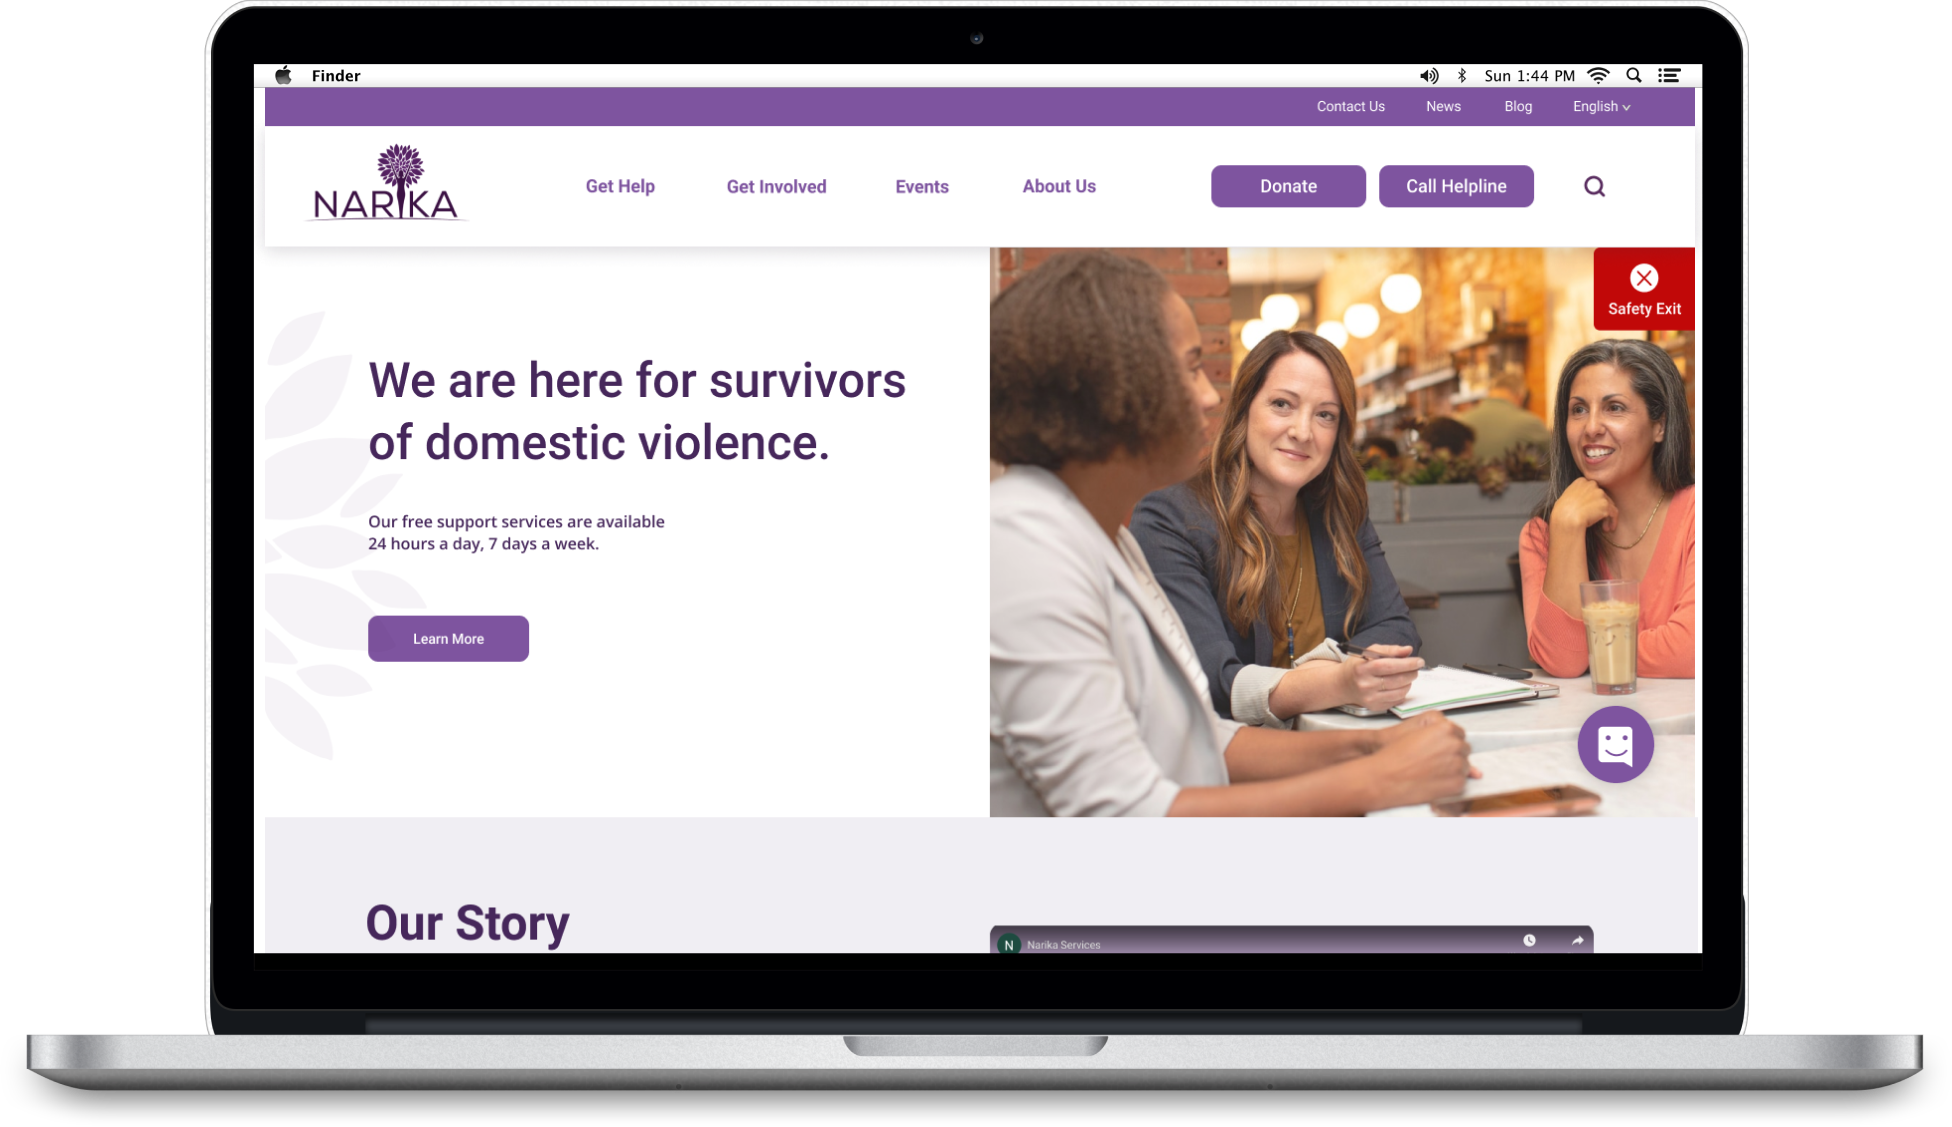 Finder
Sun 1:44 PM
Contact Us News Blog English
NARIKA
Get Help Get Involved Events About Us Donate Call Helpline
Safety Exit
We are here for survivors
of domestic violence.
Our free support services are available
24 hours a day, 7 days a week.
Learn More
Our Story
N Narika Services